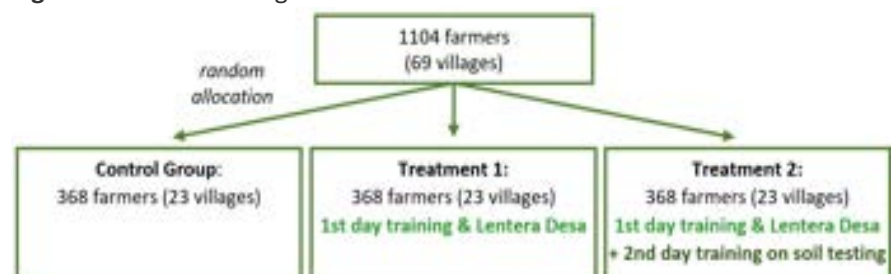 1104 farmers
(69 villages)
random
allocation
Control Group:
368 farmers (23 villages)
Treatment 1:
368 farmers (23 villages)
1st day training & Lentera Desa
Treatment 2:
368 farmers (23 villages)
1st day training & Lentera Desa
+ 2nd day training on soil testing